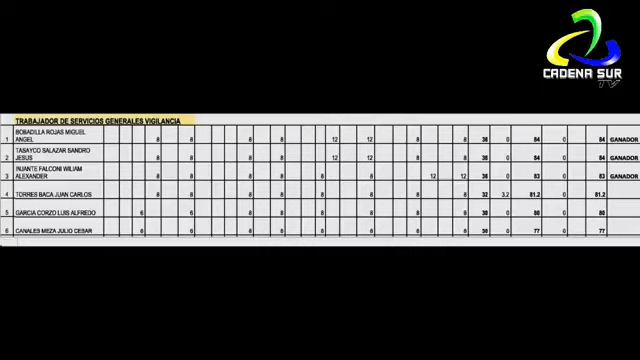 CADENA SUR
TV
TRABAJADOR DE SERVICIOS GENERALES VIGILANCIA
1 BOBADILLA ROJAS MIGUEL ANGEL 8 8 8 8 12 12 8 8 36 0 84 0 84 GANADOR
2 TASAYCO SALAZAR SANDRO JESUS 8 8 8 8 12 12 8 8 36 0 84 0 84 GANADOR
3 INJANTE FALCONI WILIAM ALEXANDER 8 8 8 8 8 8 12 12 36 0 83 0 83 GANADOR
4 TORRES BACA JUAN CARLOS 8 8 8 8 8 8 8 8 32 3.2 81.2 0 81.2
5 GARCIA CORZO LUIS ALFREDO 6 6 8 8 8 8 8 8 30 0 80 0 80
6 CANALES MEZA JULIO CESAR 6 6 8 8 8 8 8 8 30 0 77 0 77